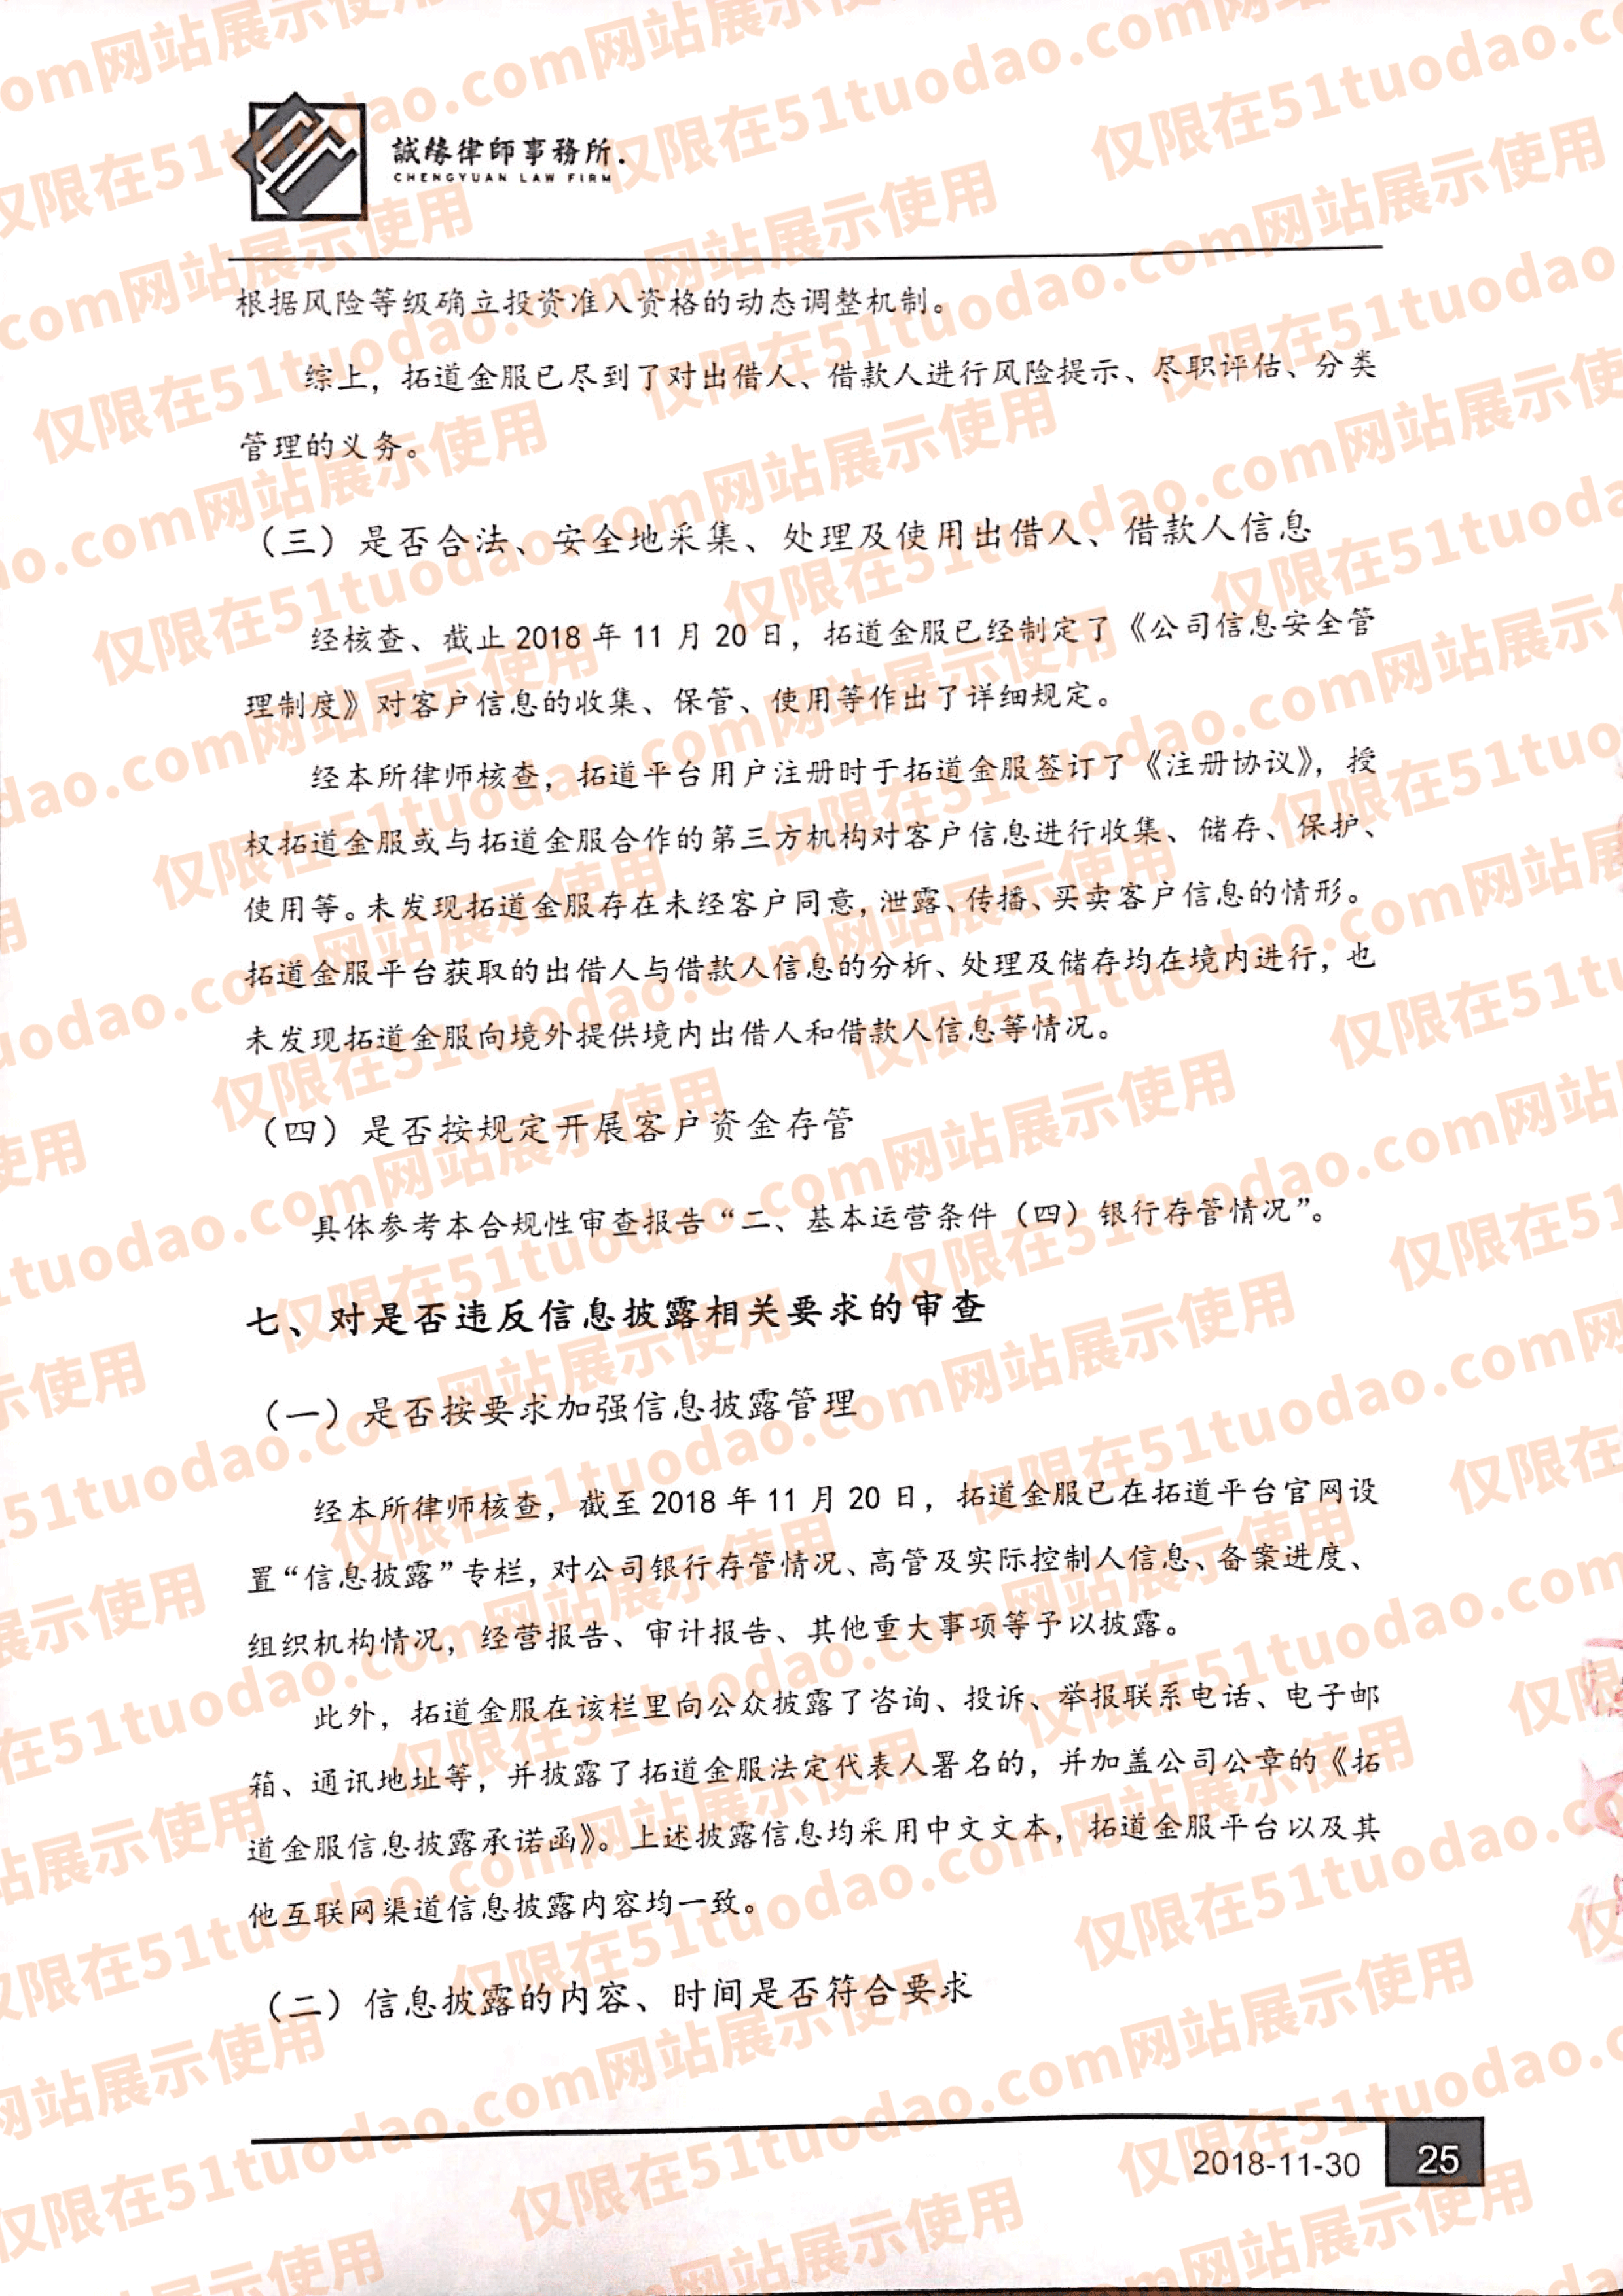 誠缘律師事務所.
CHENGYUAN LAW FIRM
根据风险等级确立投资准入资格的动态调整机制。
综上，拓道金服已尽到了对出借人、借款人进行风险提示、尽职评估、分类
管理的义务。
（三）是否合法、安全地采集、处理及使用出借人、借款人信息
经核查、截止 2018 年 11 月 20 日，拓道金服已经制定了《公司信息安全管
理制度》对客户信息的收集、保管、使用等作出了详细规定。
经本所律师核查，拓道平台用户注册时于拓道金服签订了《注册协议》，授
权拓道金服或与拓道金服合作的第三方机构对客户信息进行收集、储存、保护、
使用等。未发现拓道金服存在未经客户同意，泄露、传播、买卖客户信息的情形。
拓道金服平台获取的出借人与借款人信息的分析、处理及储存均在境内进行，也
未发现拓道金服向境外提供境内出借人和借款人信息等情况。
（四）是否按规定开展客户资金存管
具体参考本合规性审查报告“二、基本运营条件（四）银行存管情况”。
七、对是否违反信息披露相关要求的审查
（一）是否按要求加强信息披露管理
经本所律师核查，截至 2018 年 11 月 20 日，拓道金服已在拓道平台官网设
置“信息披露”专栏，对公司银行存管情况、高管及实际控制人信息、备案进度、
组织机构情况，经营报告、审计报告、其他重大事项等予以披露。
此外，拓道金服在该栏里向公众披露了咨询、投诉、举报联系电话、电子邮
箱、通讯地址等，并披露了拓道金服法定代表人署名的，并加盖公司公章的《拓
道金服信息披露承诺函》。上述披露信息均采用中文文本，拓道金服平台以及其
他互联网渠道信息披露内容均一致。
（二）信息披露的内容、时间是否符合要求
2018-11-30 25
仅限在51tuodao.com网站展示使用